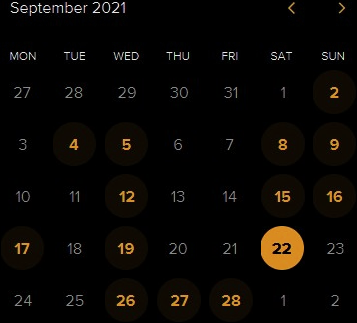 September 2021
MON TUE WED THU FRI SAT SUN
27 28 29 30 31 1 2
3 4 5 6 7 8 9
10 11 12 13 14 15 16
17 18 19 20 21 22 23
24 25 26 27 28 1 2